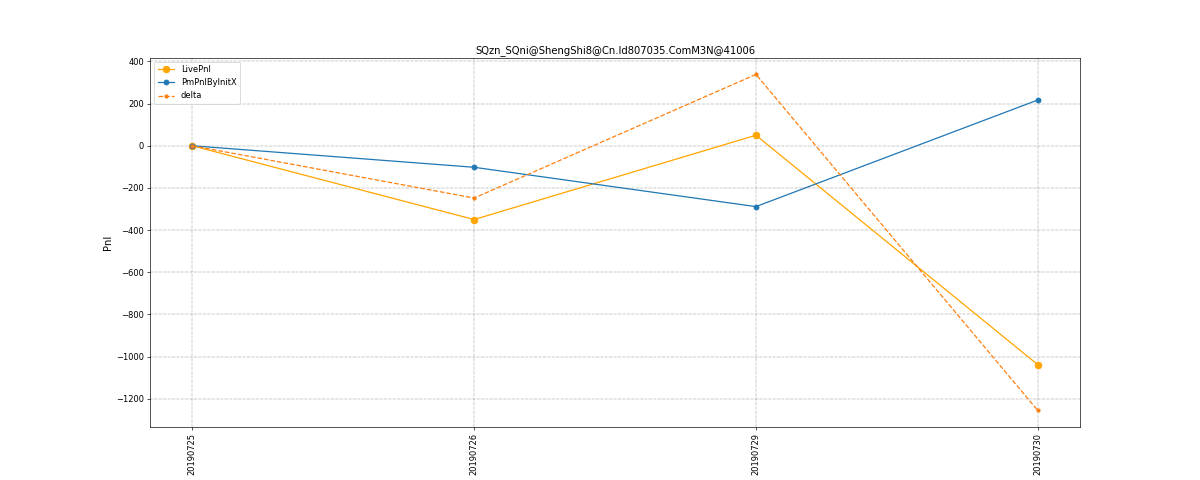 SQzn_SQni@ShengShi8@Cn.Id807035.ComM3N@41006
LivePnl
PmPnlByInitX
delta
400
200
0
−200
−400
−600
−800
−1000
−1200
Pnl
20190725
20190726
20190729
20190730